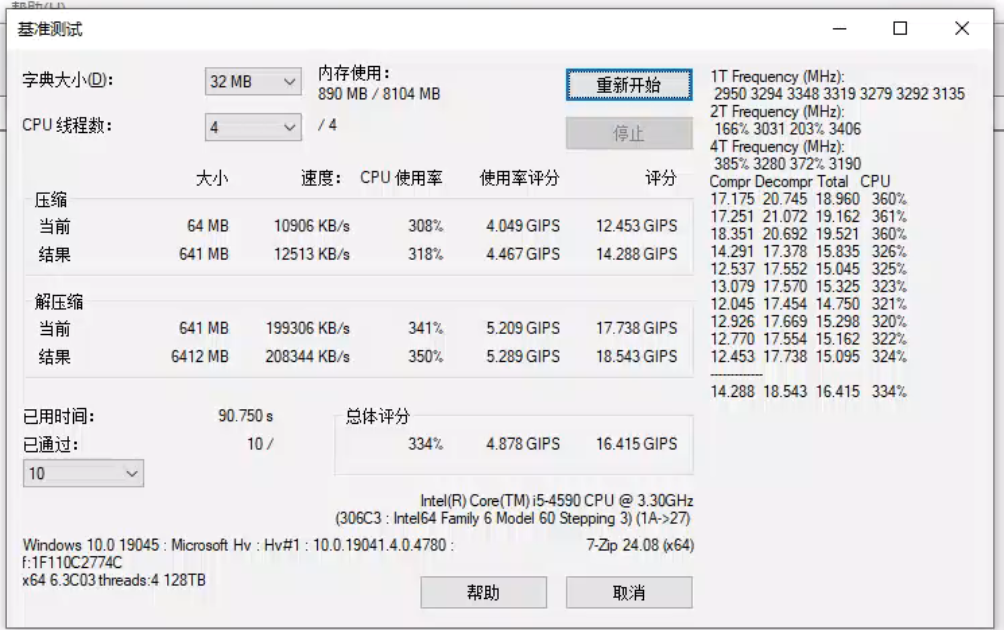 基准测试
字典大小(D):
32 MB
内存使用:
890 MB / 8104 MB
重新开始
CPU 线程数:
4
/ 4
停止
大小 速度: CPU 使用率 使用率评分 评分
压缩
当前 64 MB 10906 KB/s 308% 4.049 GIPS 12.453 GIPS
结果 641 MB 12513 KB/s 318% 4.467 GIPS 14.288 GIPS
解压缩
当前 641 MB 199306 KB/s 341% 5.209 GIPS 17.738 GIPS
结果 6412 MB 208344 KB/s 350% 5.289 GIPS 18.543 GIPS
已用时间: 90.750 s
已通过: 10 /
10
总体评分
334% 4.878 GIPS 16.415 GIPS
Intel(R) Core(TM) i5-4590 CPU @ 3.30GHz
(306C3 : Intel64 Family 6 Model 60 Stepping 3) (1A->27)
Windows 10.0 19045 : Microsoft Hv : Hv#1 : 10.0.19041.4.0.4780 :
7-Zip 24.08 (x64)
f:1F110C2774C
x64 6.3C03 threads:4 128TB
帮助
取消
1T Frequency (MHz):
2950 3294 3348 3319 3279 3292 3135
2T Frequency (MHz):
166% 3031 203% 3406
4T Frequency (MHz):
385% 3280 372% 3190
Compr Decompr Total CPU
17.175 20.745 18.960 360%
17.251 21.072 19.162 361%
18.351 20.692 19.521 360%
14.291 17.378 15.835 326%
12.537 17.552 15.045 325%
13.079 17.570 15.325 323%
12.045 17.454 14.750 321%
12.926 17.669 15.298 320%
12.770 17.554 15.162 322%
12.453 17.738 15.095 324%
-------------
14.288 18.543 16.415 334%